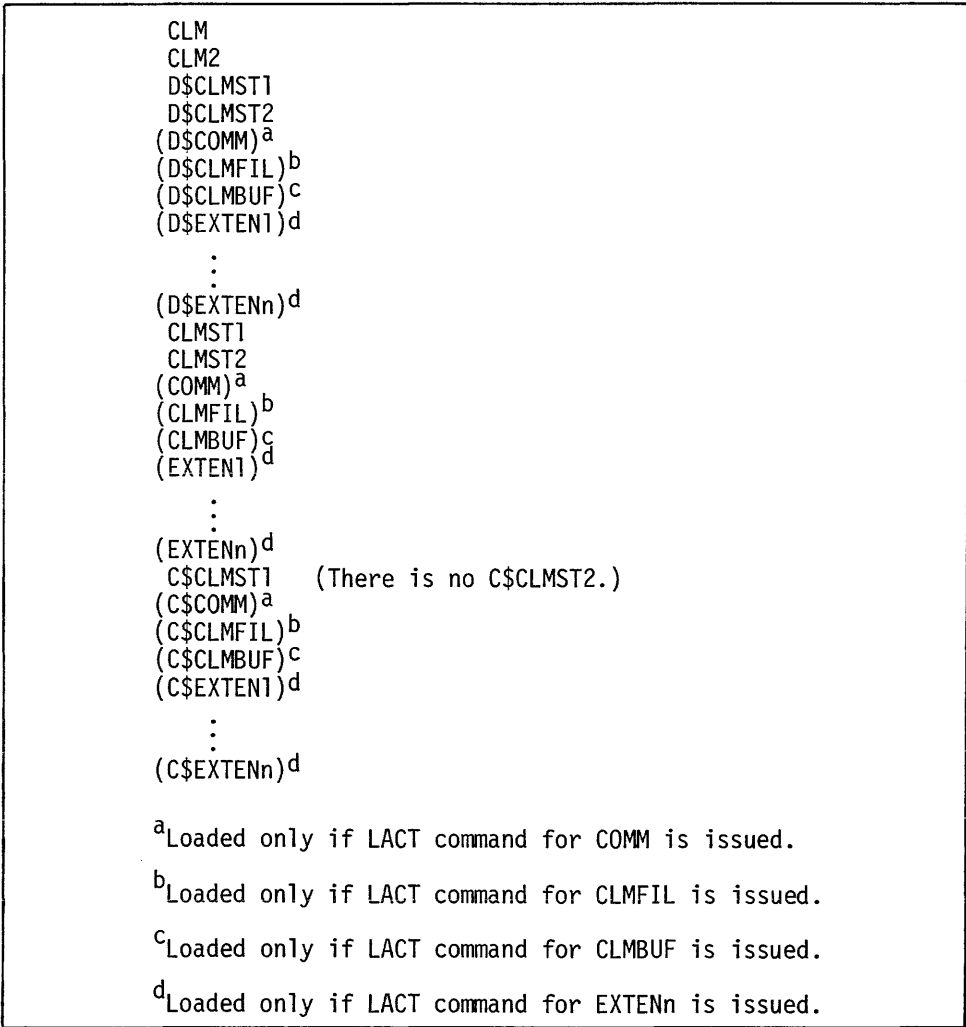 CLM
CLM2
D$CLMST1
D$CLMST2
(D$COMM)a
(D$CLMFIL)b
(D$CLMBUF)c
(D$EXTEN1)d
.
.
.
(D$EXTENn)d
CLMST1
CLMST2
(COMM)a
(CLMFIL)b
(CLMBUF)c
(EXTEN1)d
.
.
.
(EXTENn)d
C$CLMST1 (There is no C$CLMST2.)
(C$COMM)a
(C$CLMFIL)b
(C$CLMBUF)c
(C$EXTEN1)d
.
.
.
(C$EXTENn)d
aLoaded only if LACT command for COMM is issued.
bLoaded only if LACT command for CLMFIL is issued.
cLoaded only if LACT command for CLMBUF is issued.
dLoaded only if LACT command for EXTENn is issued.